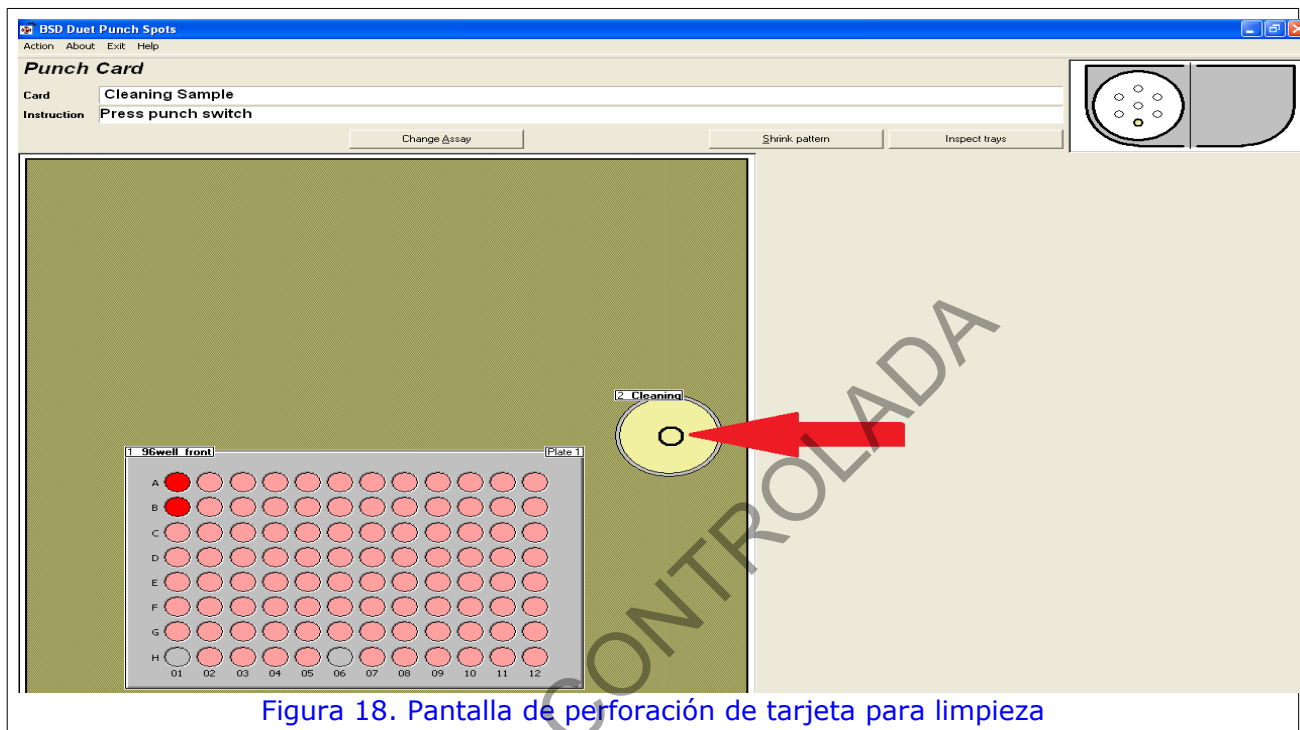 BSD Duet Punch Spots
Action About Exit Help
Punch Card
Card Cleaning Sample
Instruction Press punch switch
Change Assay Shrink pattern Inspect trays
2 Cleaning
1 96well front Plate 1
A
B
C
D
E
F
G
H
01 02 03 04 05 06 07 08 09 10 11 12
CONTROLADA
Figura 18. Pantalla de perforación de tarjeta para limpieza